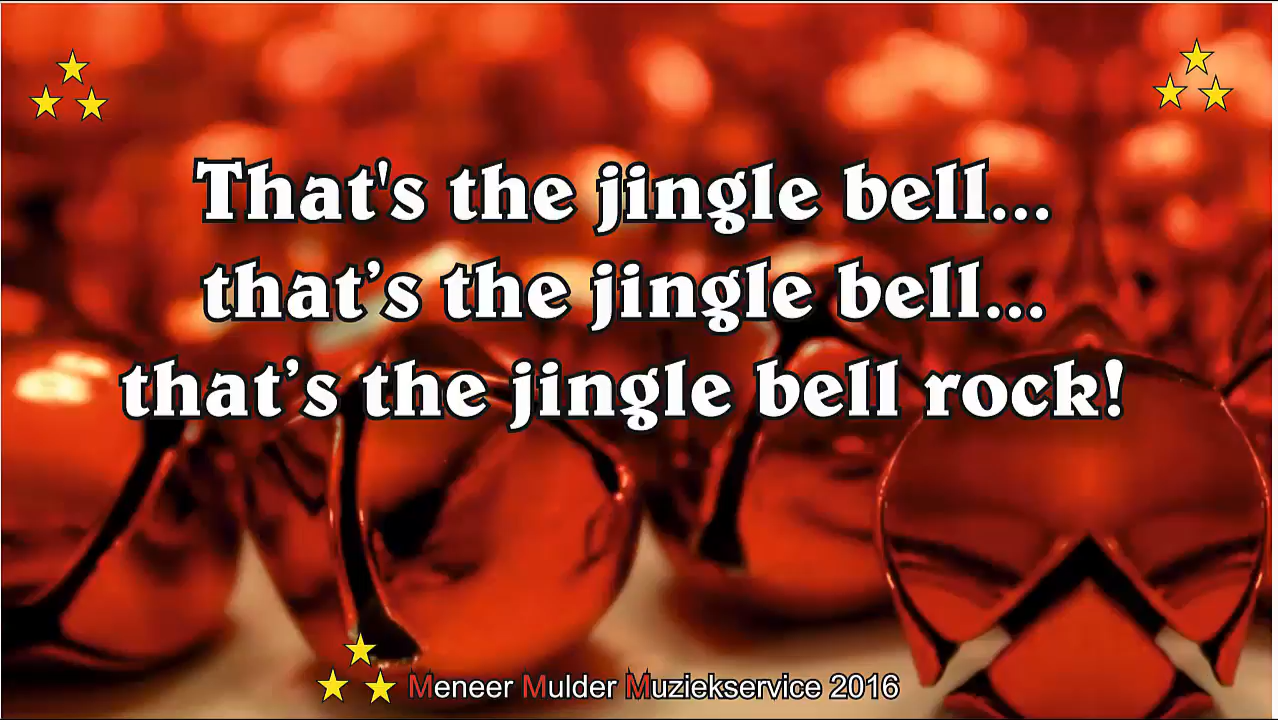 That's the jingle bell...
that’s the jingle bell...
that’s the jingle bell rock!
Meneer Mulder Muziekservice 2016